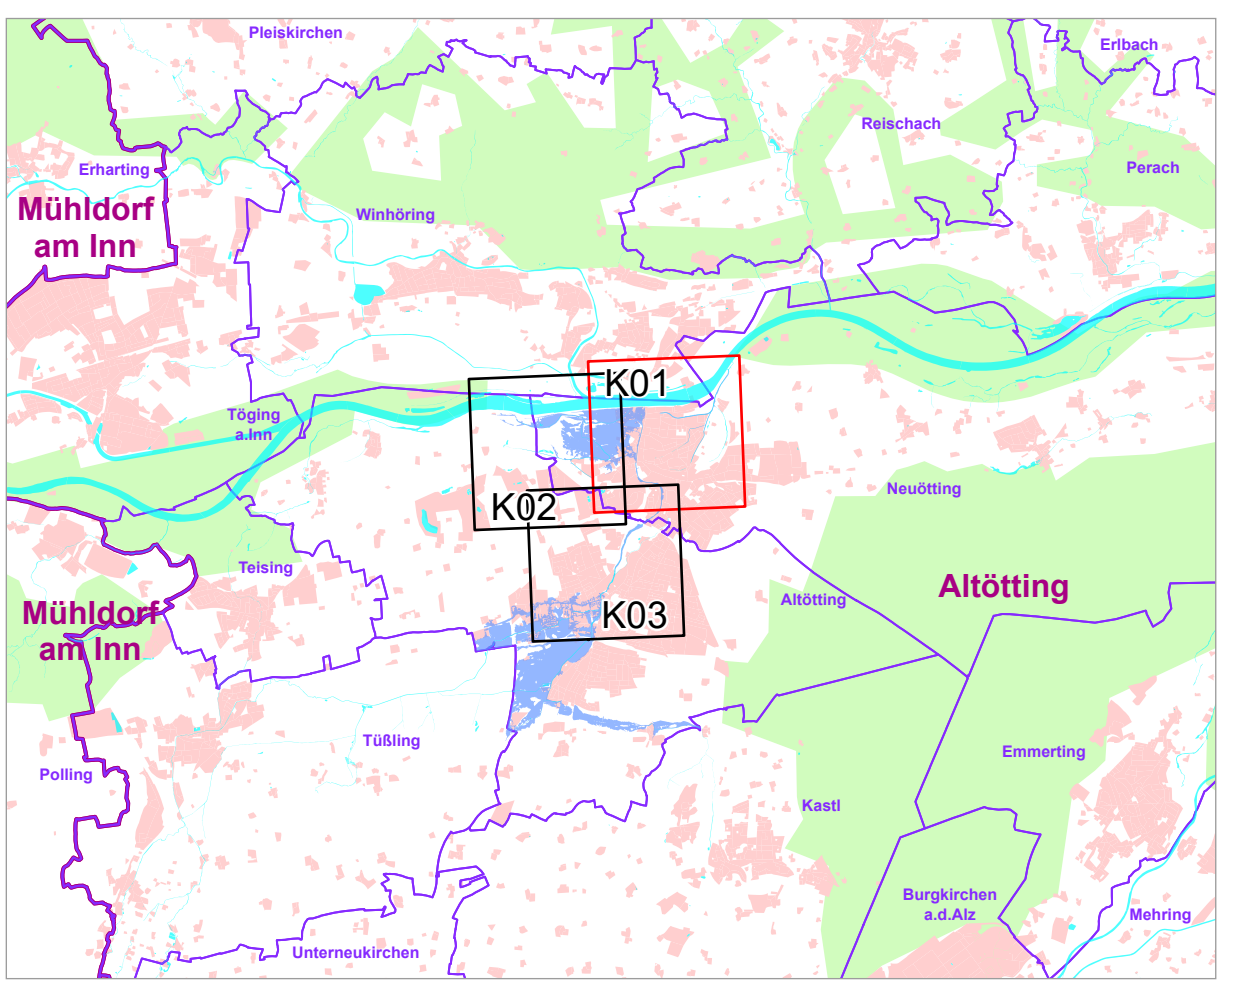 Pleiskirchen
Erlbach
Reischach
Erharting
Perach
Mühldorf
am Inn
Winhöring
K01
Töging
a.Inn
Neuötting
K02
Teising
Altötting
Altötting
Mühldorf
am Inn
K03
Tüßling
Emmerting
Polling
Kastl
Burgkirchen
a.d.Alz
Mehring
Unterneukirchen